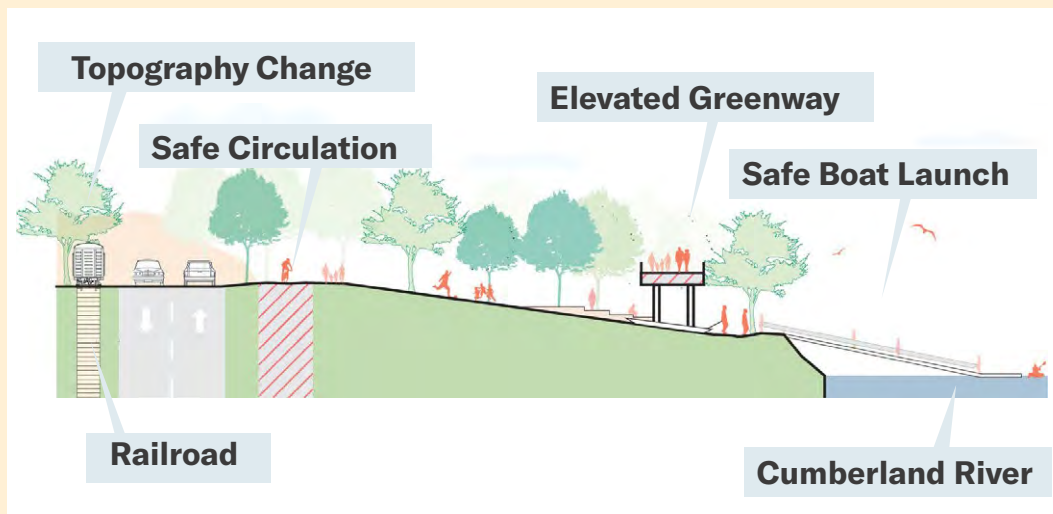 Topography Change
Safe Circulation
Elevated Greenway
Safe Boat Launch
Railroad
Cumberland River